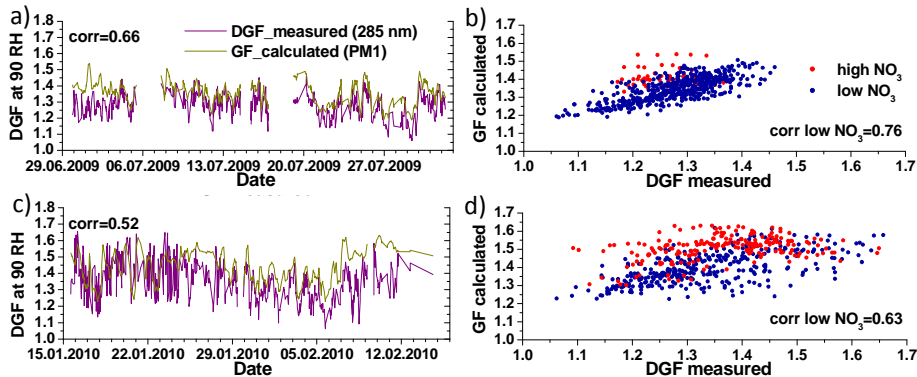 a)
corr=0.66
DGF_measured (285 nm)
GF_calculated (PM1)
DGF at 90 RH
1.8
1.7
1.6
1.5
1.4
1.3
1.2
1.1
29.06.2009 06.07.2009 13.07.2009 20.07.2009 27.07.2009
Date
b)
GF calculated
1.7
1.6
1.5
1.4
1.3
1.2
1.1
1.0
high NO3
low NO3
corr low NO3=0.76
1.0 1.1 1.2 1.3 1.4 1.5 1.6 1.7
DGF measured
c)
corr=0.52
DGF at 90 RH
1.8
1.7
1.6
1.5
1.4
1.3
1.2
1.1
1.0
15.01.2010 22.01.2010 29.01.2010 05.02.2010 12.02.2010
Date
d)
GF calculated
1.7
1.6
1.5
1.4
1.3
1.2
1.1
1.0
corr low NO3=0.63
1.0 1.1 1.2 1.3 1.4 1.5 1.6 1.7
DGF measured